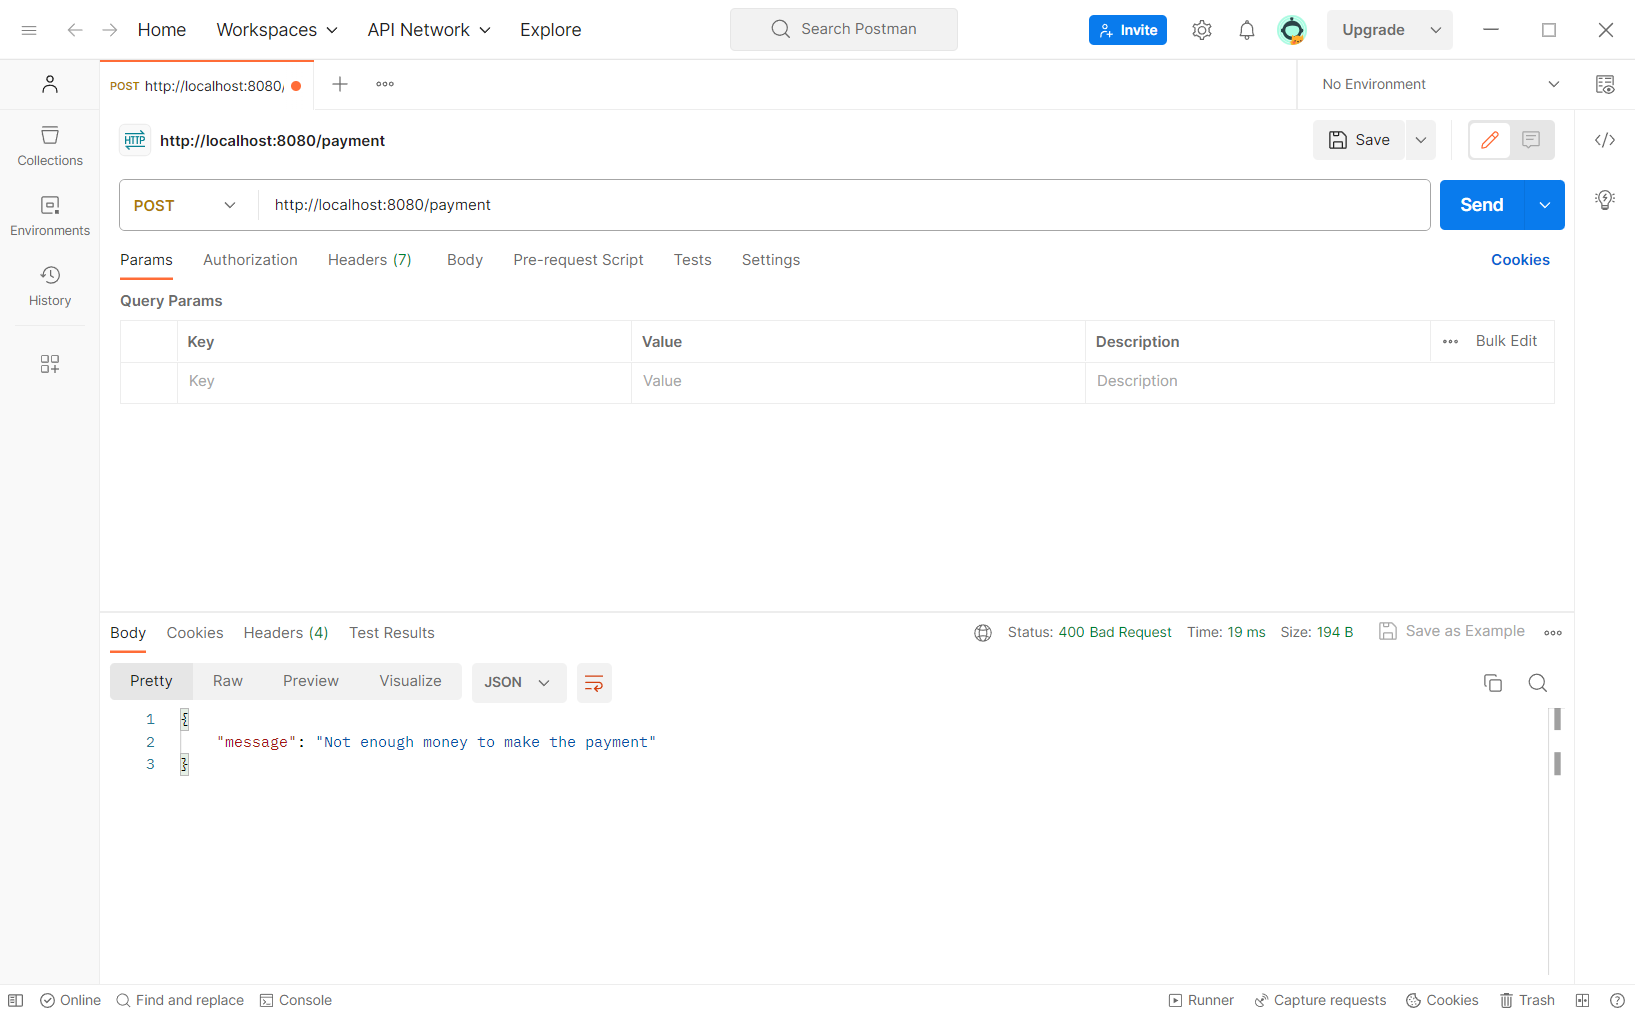 Home Workspaces API Network Explore Search Postman Invite Upgrade
POST http://localhost:8080/ No Environment
HTTP http://localhost:8080/payment Save
Collections
POST http://localhost:8080/payment Send
Environments
Params Authorization Headers (7) Body Pre-request Script Tests Settings Cookies
History
Query Params
Key Value Description Bulk Edit
Key Value Description
Body Cookies Headers (4) Test Results Status: 400 Bad Request Time: 19 ms Size: 194 B Save as Example
Pretty Raw Preview Visualize JSON
1 {
2 "message": "Not enough money to make the payment"
3 }
Online Find and replace Console Runner Capture requests Cookies Trash